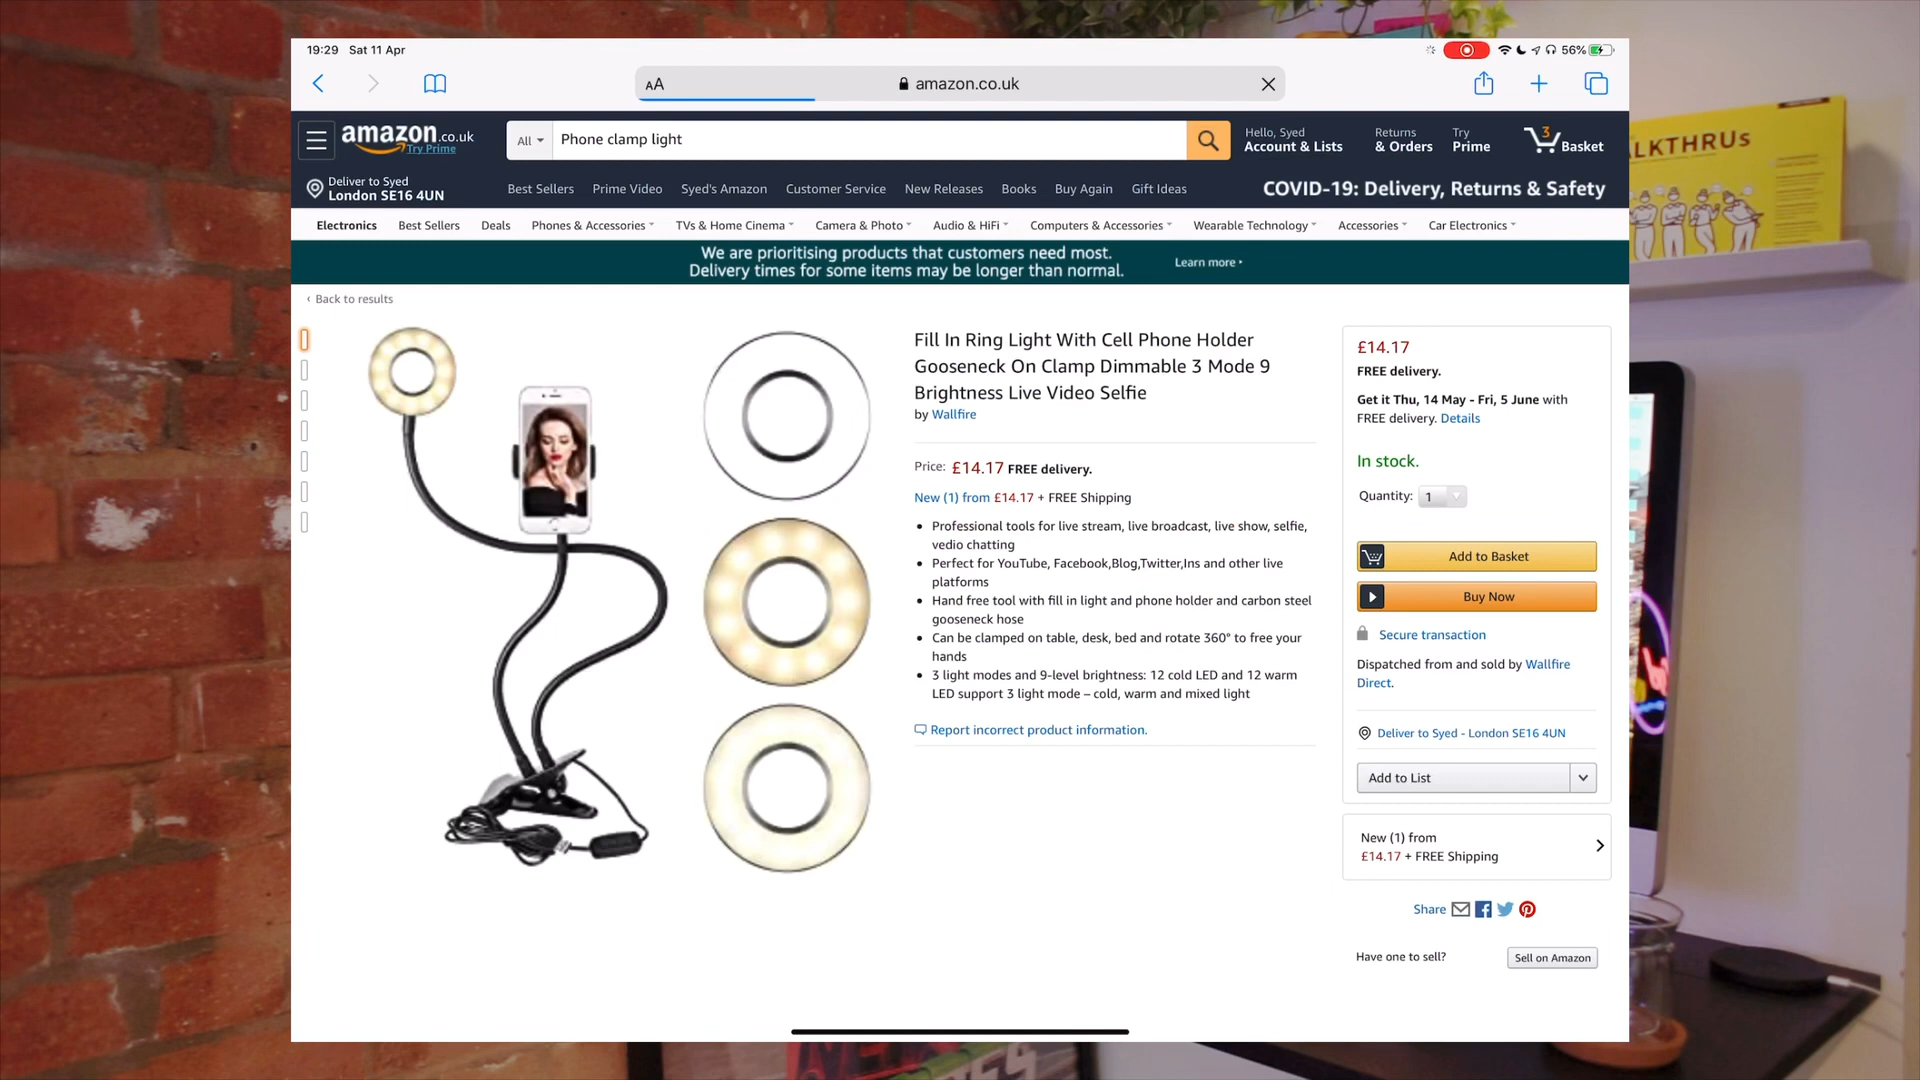 19:29 Sat 11 Apr
56%
AA
amazon.co.uk
amazon.co.uk
Try Prime
All
Phone clamp light
Hello, Syed
Account & Lists
Returns
& Orders
Try
Prime
3
Basket
Deliver to Syed
London SE16 4UN
Best Sellers Prime Video Syed's Amazon Customer Service New Releases Books Buy Again Gift Ideas
COVID-19: Delivery, Returns & Safety
Electronics Best Sellers Deals Phones & Accessories TVs & Home Cinema Camera & Photo Audio & HiFi Computers & Accessories Wearable Technology Accessories Car Electronics
We are prioritising products that customers need most.
Delivery times for some items may be longer than normal.
Learn more
‹ Back to results
Fill In Ring Light With Cell Phone Holder
Gooseneck On Clamp Dimmable 3 Mode 9
Brightness Live Video Selfie
by Wallfire
Price: £14.17 FREE delivery.
New (1) from £14.17 + FREE Shipping
• Professional tools for live stream, live broadcast, live show, selfie,
vedio chatting
• Perfect for YouTube, Facebook,Blog,Twitter,Ins and other live
platforms
• Hand free tool with fill in light and phone holder and carbon steel
gooseneck hose
• Can be clamped on table, desk, bed and rotate 360° to free your
hands
• 3 light modes and 9-level brightness: 12 cold LED and 12 warm
LED support 3 light mode – cold, warm and mixed light
Report incorrect product information.
£14.17
FREE delivery.
Get it Thu, 14 May - Fri, 5 June with
FREE delivery. Details
In stock.
Quantity: 1
Add to Basket
Buy Now
Secure transaction
Dispatched from and sold by Wallfire
Direct.
Deliver to Syed - London SE16 4UN
Add to List
New (1) from
£14.17 + FREE Shipping
Share
Have one to sell?
Sell on Amazon
LKTHRUs